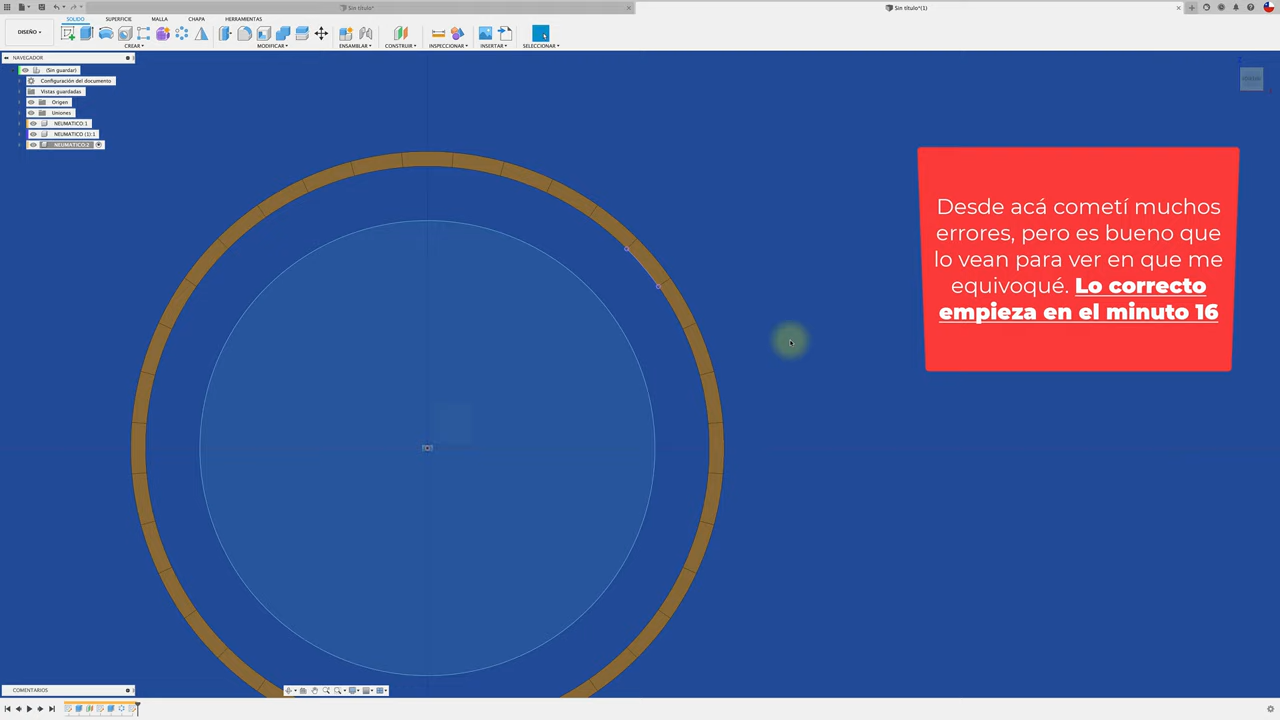 Sin título*
Sin título*(1)
DISEÑO
SÓLIDO
SUPERFICIE
MALLA
CHAPA
HERRAMIENTAS
CREAR
MODIFICAR
ENSAMBLAR
CONSTRUIR
INSPECCIONAR
INSERTAR
SELECCIONAR
NAVEGADOR
(Sin guardar)
Configuración del documento
Vistas guardadas
Origen
Uniones
NEUMATICO:1
NEUMATICO (1):1
NEUMATICO:2
Desde acá cometí muchos
errores, pero es bueno que
lo vean para ver en que me
equivoqué. Lo correcto
empieza en el minuto 16
COMENTARIOS